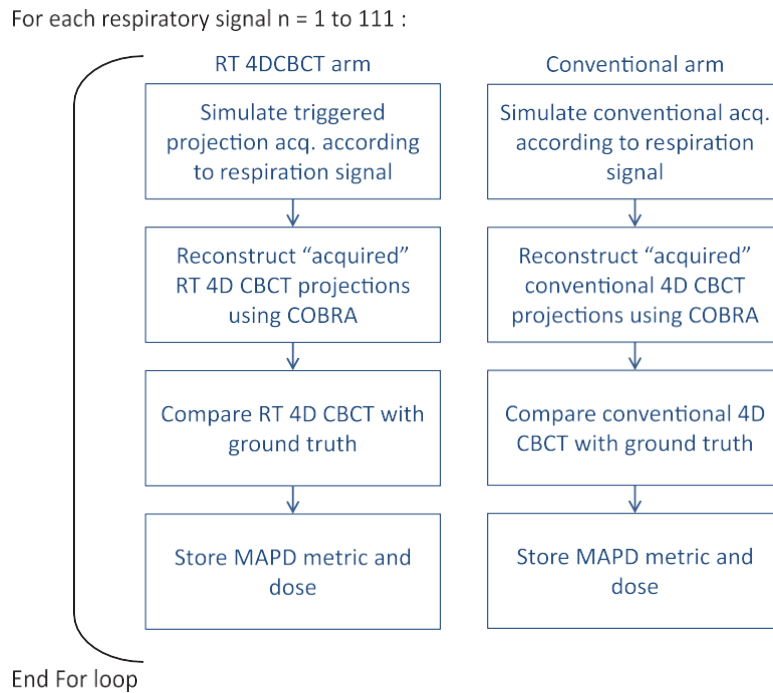 For each respiratory signal n = 1 to 111 :
RT 4DCBCT arm
Simulate triggered
projection acq. according
to respiration signal
Reconstruct “acquired”
RT 4D CBCT projections
using COBRA
Compare RT 4D CBCT with
ground truth
Store MAPD metric and
dose
Conventional arm
Simulate conventional acq.
according to respiration
signal
Reconstruct “acquired”
conventional 4D CBCT
projections using COBRA
Compare conventional 4D
CBCT with ground truth
Store MAPD metric and
dose
End For loop